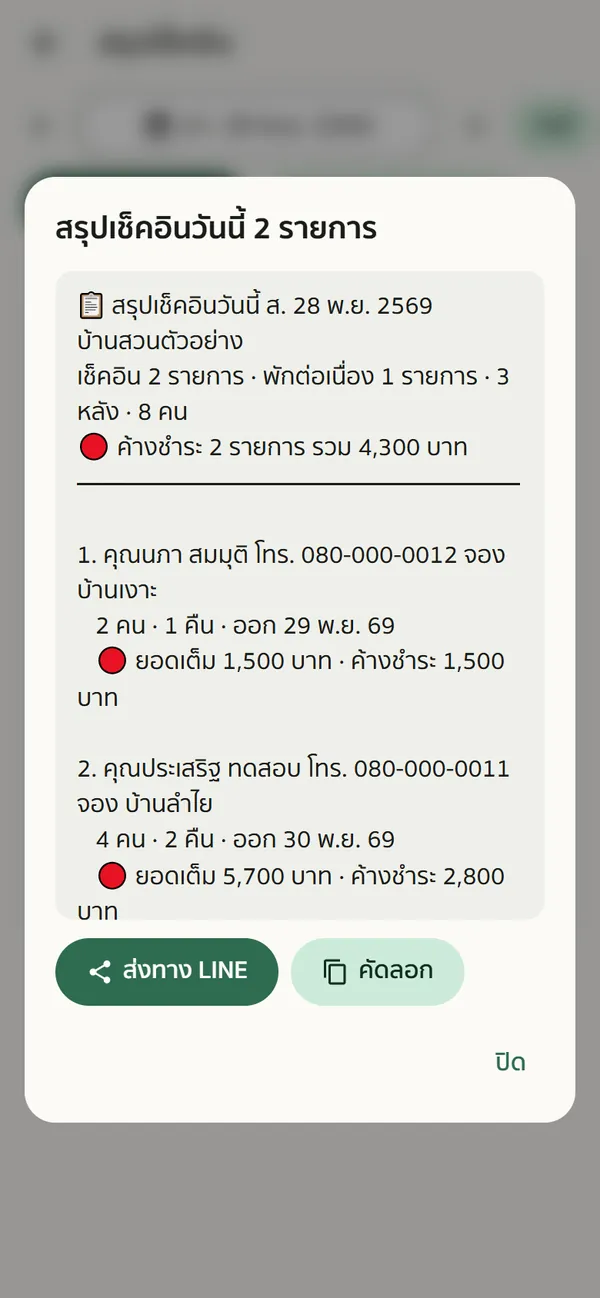 สรุปเช็คอินวันนี้ 2 รายการ
📋 สรุปเช็คอินวันนี้ ส. 28 พ.ย. 2569
บ้านสวนตัวอย่าง
เช็คอิน 2 รายการ · พักต่อเนื่อง 1 รายการ · 3
หลัง · 8 คน
🔴 ค้างชำระ 2 รายการ รวม 4,300 บาท
1. คุณนภา สมมุติ โทร. 080-000-0012 จอง
บ้านเงาะ
2 คน · 1 คืน · ออก 29 พ.ย. 69
🔴 ยอดเต็ม 1,500 บาท · ค้างชำระ 1,500
บาท
2. คุณประเสริฐ ทดสอบ โทร. 080-000-0011
จอง บ้านลำไย
4 คน · 2 คืน · ออก 30 พ.ย. 69
🔴 ยอดเต็ม 5,700 บาท · ค้างชำระ 2,800
บาท
ส่งทาง LINE
คัดลอก
ปิด